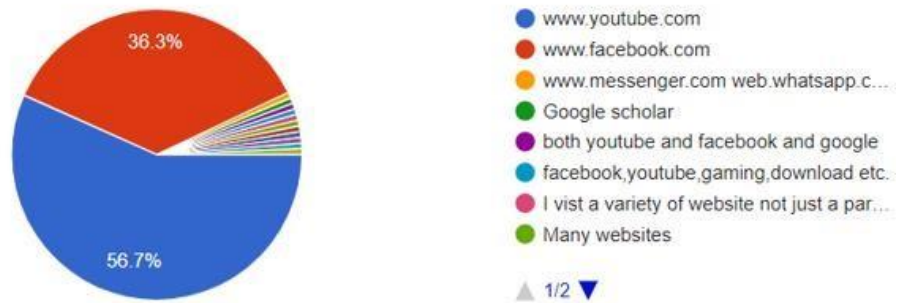 36.3%
56.7%
www.youtube.com
www.facebook.com
www.messenger.com web.whatsapp.c...
Google scholar
both youtube and facebook and google
facebook,youtube,gaming,download etc.
I vist a variety of website not just a par...
Many websites
1/2